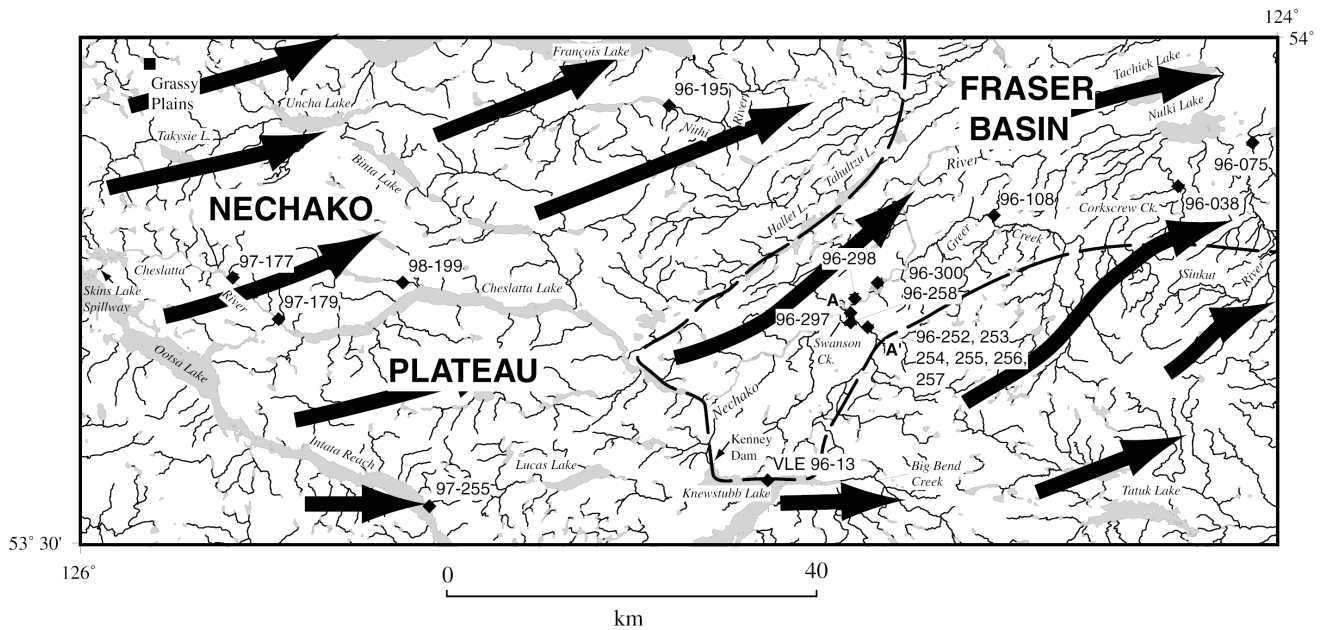 124°
54°
François Lake
Tachick Lake
FRASER
BASIN
Grassy
Plains
96-195
Uncha Lake
Nulki Lake
River
Nithi
Takysie L.
96-075
River
Binta Lake
Tahultzu L.
NECHAKO
96-108
Corkscrew Ck.
96-038
Hallet L.
Greer
Creek
96-298
97-177
Cheslatta
98-199
96-300
Sinkut
River
Skins Lake
Spillway
River
Cheslatta Lake
96-258
97-179
A
96-297
96-252, 253,
254, 255, 256,
257
Swanson
Ck.
A'
Ootsa Lake
PLATEAU
Nechako
Intata Reach
Kenney
Dam
Lucas Lake
VLE 96-13
Big Bend
Creek
97-255
Knewstubb Lake
Tatuk Lake
53° 30'
126°
0
40
km